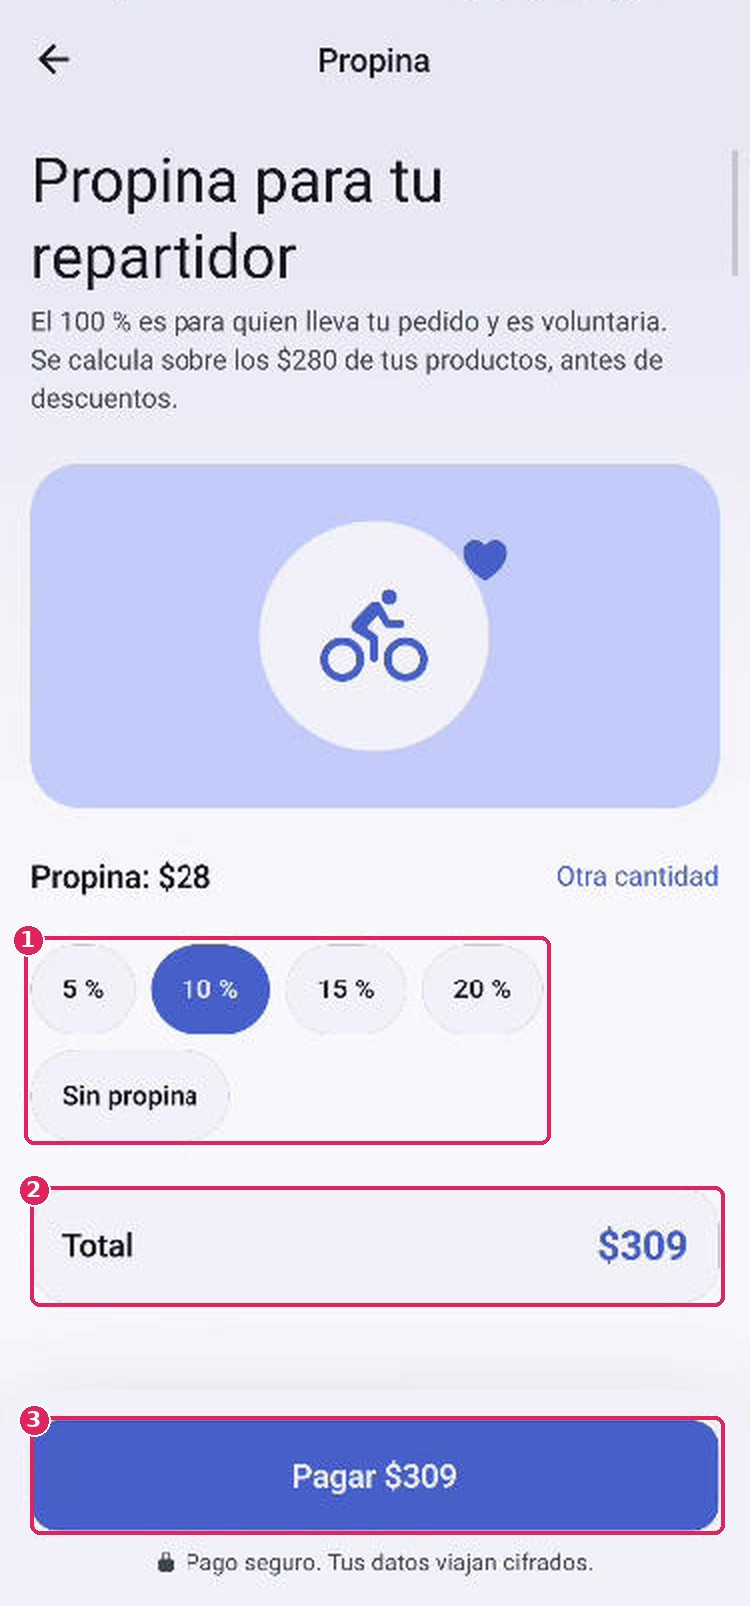 Propina
Propina para tu
repartidor
El 100 % es para quien lleva tu pedido y es voluntaria.
Se calcula sobre los $280 de tus productos, antes de
descuentos.
Propina: $28
Otra cantidad
1
5 %
10 %
15 %
20 %
Sin propina
2
Total
$309
3
Pagar $309
Pago seguro. Tus datos viajan cifrados.